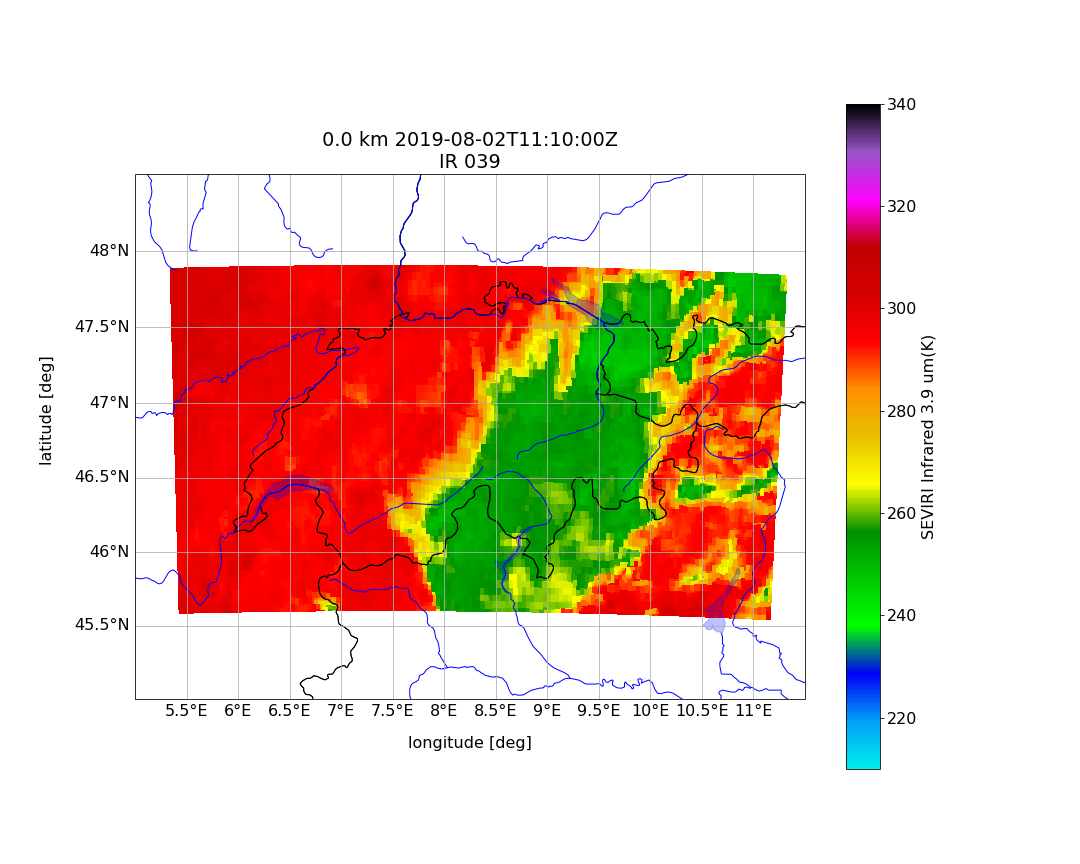 0.0 km 2019-08-02T11:10:00Z
IR 039
48°N
47.5°N
47°N
46.5°N
46°N
45.5°N
latitude [deg]
5.5°E 6°E 6.5°E 7°E 7.5°E 8°E 8.5°E 9°E 9.5°E 10°E 10.5°E 11°E
longitude [deg]
340
320
300
280
260
240
220
SEVIRI Infrared 3.9 um(K)